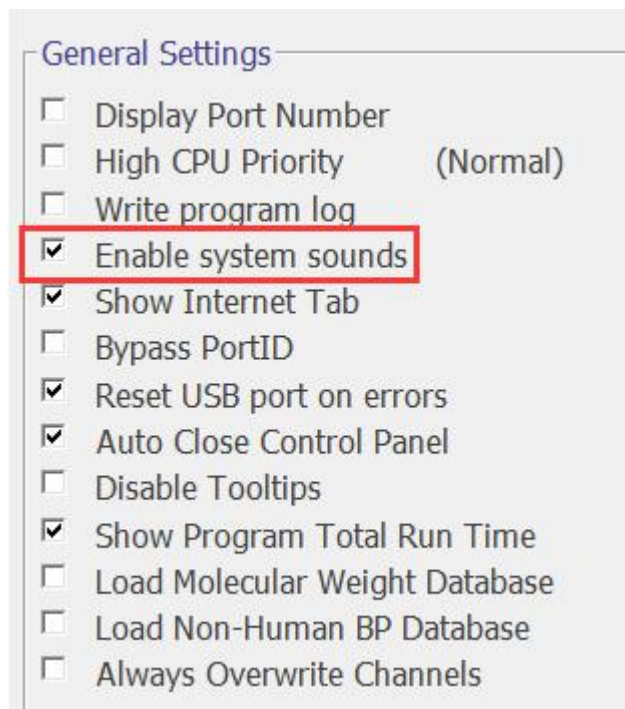 General Settings
Display Port Number
High CPU Priority (Normal)
Write program log
Enable system sounds
Show Internet Tab
Bypass PortID
Reset USB port on errors
Auto Close Control Panel
Disable Tooltips
Show Program Total Run Time
Load Molecular Weight Database
Load Non-Human BP Database
Always Overwrite Channels